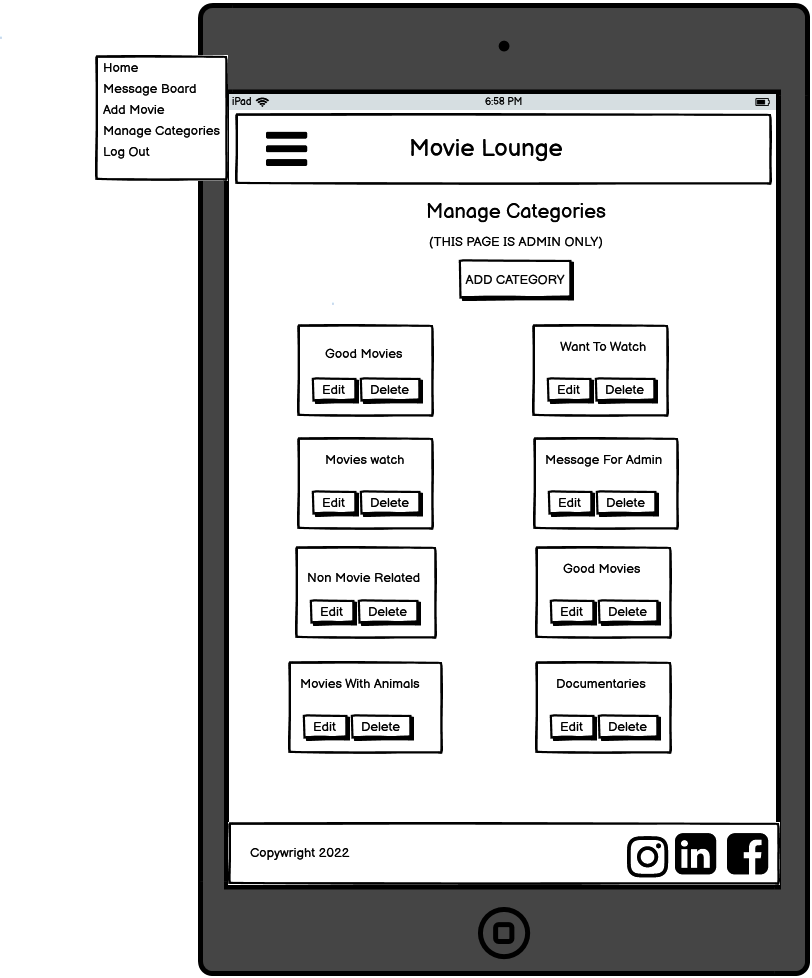 Home
Message Board
Add Movie
Manage Categories
Log Out
iPad 6:58 PM
Movie Lounge
Manage Categories
(THIS PAGE IS ADMIN ONLY)
ADD CATEGORY
Good Movies
Edit Delete
Want To Watch
Edit Delete
Movies watch
Edit Delete
Message For Admin
Edit Delete
Non Movie Related
Edit Delete
Good Movies
Edit Delete
Movies With Animals
Edit Delete
Documentaries
Edit Delete
Copywright 2022
in f